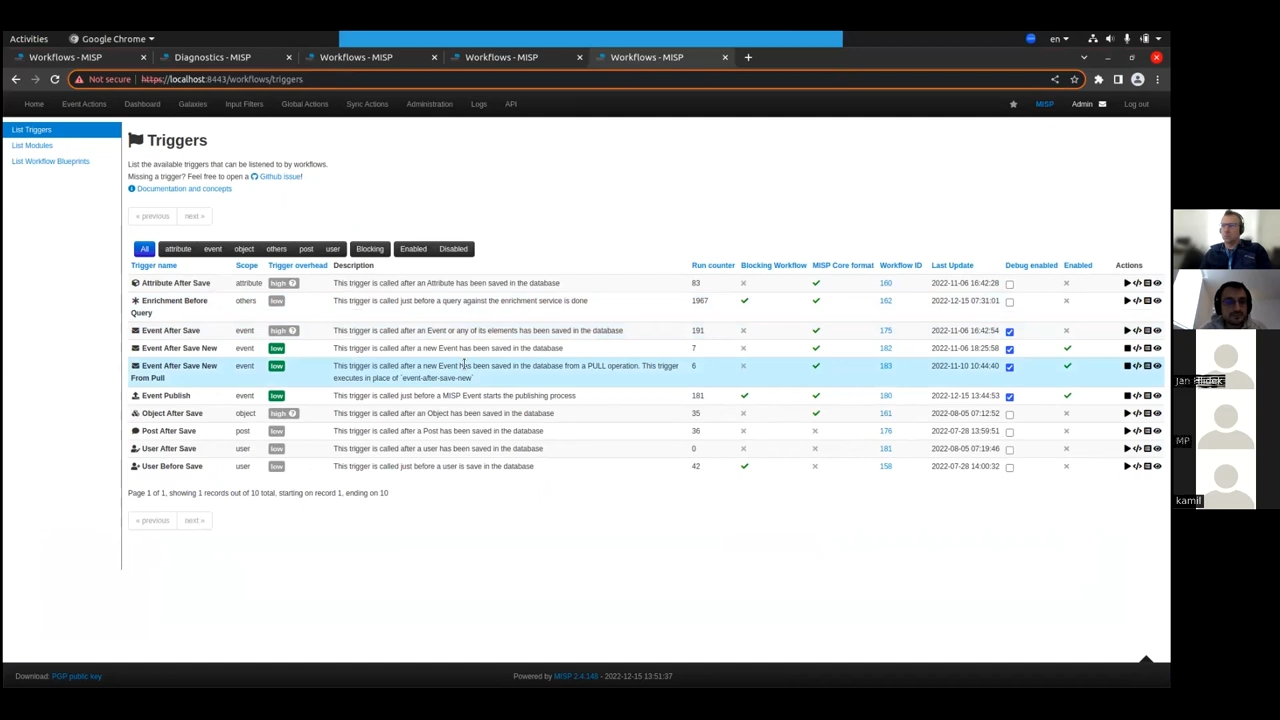 Activities Google Chrome en
Workflows - MISP Diagnostics - MISP Workflows - MISP Workflows - MISP Workflows - MISP
Not secure https://localhost:8443/workflows/triggers
Home Event Actions Dashboard Galaxies Input Filters Global Actions Sync Actions Administration Logs API MISP Admin Log out
List Triggers
List Modules
List Workflow Blueprints
Triggers
List the available triggers that can be listened to by workflows.
Missing a trigger? Feel free to open a Github issue!
Documentation and concepts
« previous next »
All attribute event object others post user Blocking Enabled Disabled
Trigger name Scope Trigger overhead Description Run counter Blocking Workflow MISP Core format Workflow ID Last Update Debug enabled Enabled Actions
Attribute After Save attribute high This trigger is called after an Attribute has been saved in the database 83 160 2022-11-06 16:42:28
Enrichment Before Query others low This trigger is called just before a query against the enrichment service is done 1967 162 2022-12-15 07:31:01
Event After Save event high This trigger is called after an Event or any of its elements has been saved in the database 191 175 2022-11-06 16:42:54
Event After Save New event low This trigger is called after a new Event has been saved in the database 7 182 2022-11-06 18:25:58
Event After Save New From Pull event low This trigger is called after a new Event has been saved in the database from a PULL operation. This trigger executes in place of `event-after-save-new` 6 183 2022-11-10 10:44:40
Event Publish event low This trigger is called just before a MISP Event starts the publishing process 181 180 2022-12-15 13:44:53
Object After Save object high This trigger is called after an Object has been saved in the database 35 161 2022-08-05 07:12:52
Post After Save post low This trigger is called after a Post has been saved in the database 36 176 2022-07-28 13:59:51
User After Save user low This trigger is called after a user has been saved in the database 0 181 2022-08-05 07:19:46
User Before Save user low This trigger is called just before a user is save in the database 42 158 2022-07-28 14:00:32
Page 1 of 1, showing 1 records out of 10 total, starting on record 1, ending on 10
« previous next »
Download: PGP public key Powered by MISP 2.4.148 - 2022-12-15 13:51:37
Jan
MP
kamil